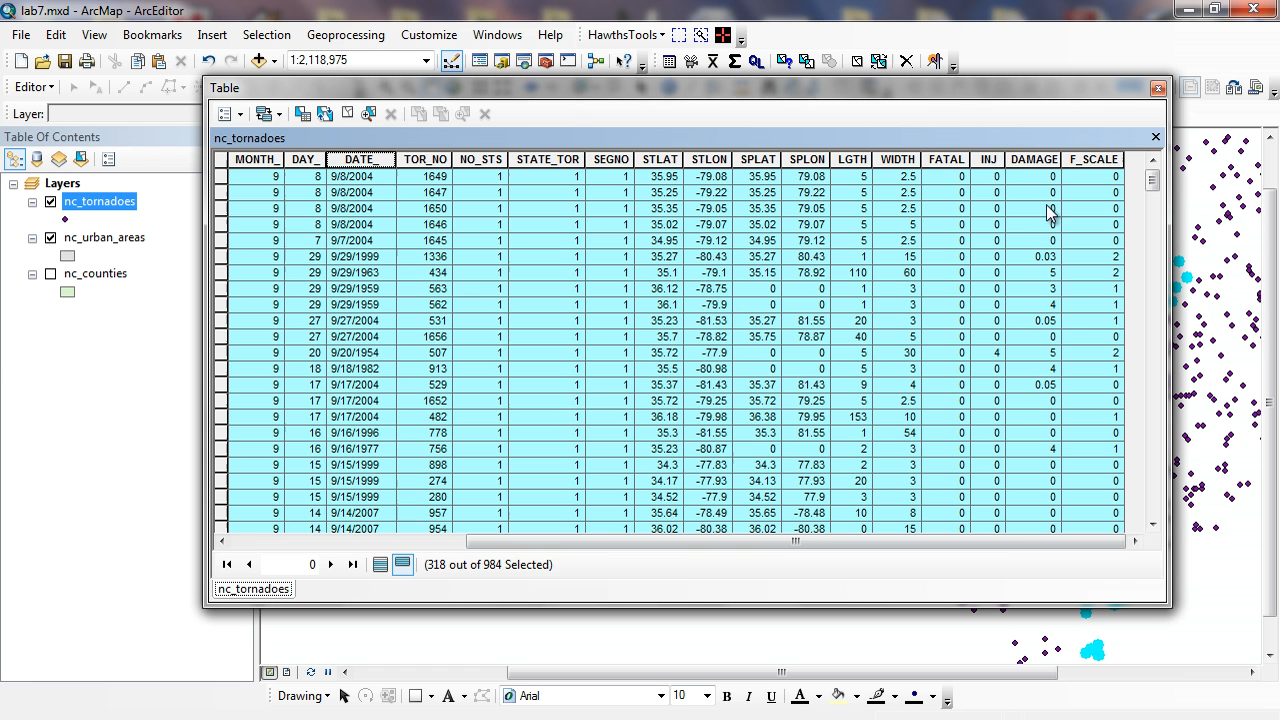 lab7.mxd - ArcMap - ArcEditor
File Edit View Bookmarks Insert Selection Geoprocessing Customize Windows Help HawthsTools
1:2,118,975
Editor
Layer:
Table Of Contents
Layers
nc_tornadoes
nc_urban_areas
nc_counties
Table
nc_tornadoes
MONTH_ DAY_ DATE_ TOR_NO NO_STS STATE_TOR SEGNO STLAT STLON SPLAT SPLON LGTH WIDTH FATAL INJ DAMAGE F_SCALE
9 8 9/8/2004 1649 1 1 1 35.95 -79.08 35.95 79.08 5 2.5 0 0 0 0
9 8 9/8/2004 1647 1 1 1 35.25 -79.22 35.25 79.22 5 2.5 0 0 0 0
9 8 9/8/2004 1650 1 1 1 35.35 -79.05 35.35 79.05 5 2.5 0 0 0 0
9 8 9/8/2004 1646 1 1 1 35.02 -79.07 35.02 79.07 5 5 0 0 0 0
9 7 9/7/2004 1645 1 1 1 34.95 -79.12 34.95 79.12 5 2.5 0 0 0 0
9 29 9/29/1999 1336 1 1 1 35.27 -80.43 35.27 80.43 1 15 0 0 0.03 2
9 29 9/29/1963 434 1 1 1 35.1 -79.1 35.15 78.92 110 60 0 0 5 2
9 29 9/29/1959 563 1 1 1 36.12 -78.75 0 0 1 3 0 0 3 1
9 29 9/29/1959 562 1 1 1 36.1 -79.9 0 0 1 3 0 0 4 1
9 27 9/27/2004 531 1 1 1 35.23 -81.53 35.27 81.55 20 3 0 0 0.05 1
9 27 9/27/2004 1656 1 1 1 35.7 -78.82 35.75 78.87 40 5 0 0 0 0
9 20 9/20/1954 507 1 1 1 35.72 -77.9 0 0 5 30 0 4 5 2
9 18 9/18/1982 913 1 1 1 35.5 -80.98 0 0 5 3 0 0 4 1
9 17 9/17/2004 529 1 1 1 35.37 -81.43 35.37 81.43 9 4 0 0 0.05 0
9 17 9/17/2004 1652 1 1 1 35.72 -79.25 35.72 79.25 5 2.5 0 0 0 0
9 17 9/17/2004 482 1 1 1 36.18 -79.98 36.38 79.95 153 10 0 0 0 1
9 16 9/16/1996 778 1 1 1 35.3 -81.55 35.3 81.55 1 54 0 0 0 0
9 16 9/16/1977 756 1 1 1 35.23 -80.87 0 0 2 3 0 0 4 1
9 15 9/15/1999 898 1 1 1 34.3 -77.83 34.3 77.83 2 3 0 0 0 0
9 15 9/15/1999 274 1 1 1 34.17 -77.93 34.13 77.93 20 3 0 0 0 0
9 15 9/15/1999 280 1 1 1 34.52 -77.9 34.52 77.9 3 3 0 0 0 0
9 14 9/14/2007 957 1 1 1 35.64 -78.49 35.65 -78.48 10 8 0 0 0 0
9 14 9/14/2007 954 1 1 1 36.02 -80.38 36.02 -80.38 0 15 0 0 0 0
0 (318 out of 984 Selected)
nc_tornadoes
Drawing Arial 10 B I U A